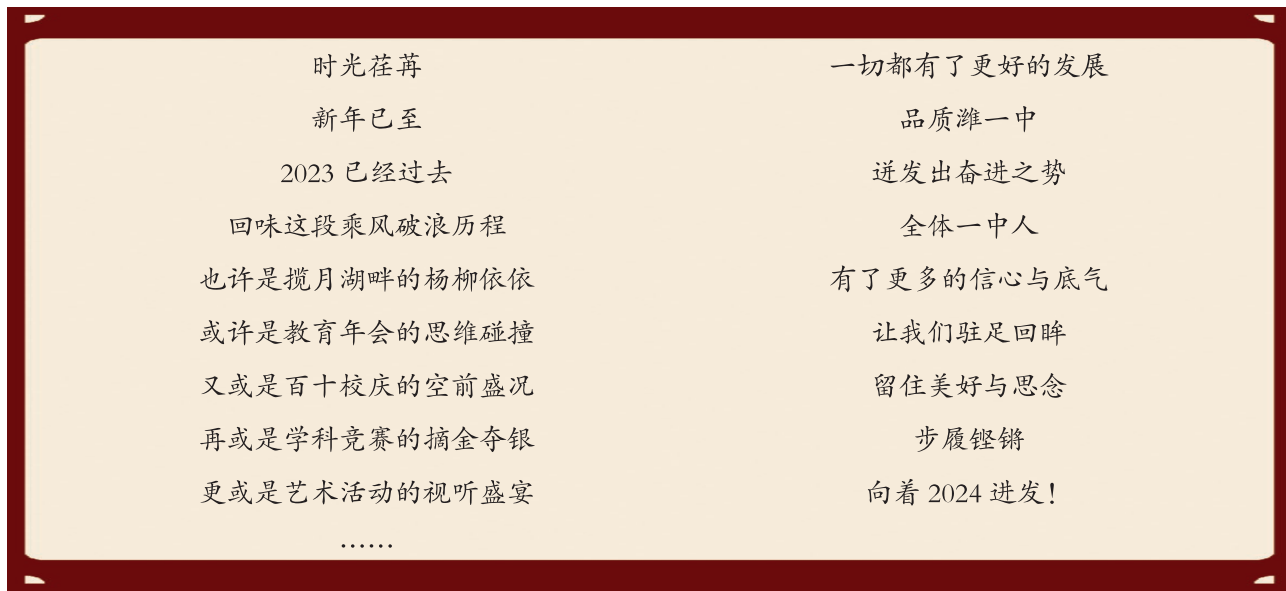 时光荏苒
新年已至
2023 已经过去
回味这段乘风破浪历程
也许是揽月湖畔的杨柳依依
或许是教育年会的思维碰撞
又或是百十校庆的空前盛况
再或是学科竞赛的摘金夺银
更或是艺术活动的视听盛宴
……
一切都有了更好的发展
品质潍一中
迸发出奋进之势
全体一中人
有了更多的信心与底气
让我们驻足回眸
留住美好与思念
步履铿锵
向着 2024 进发！